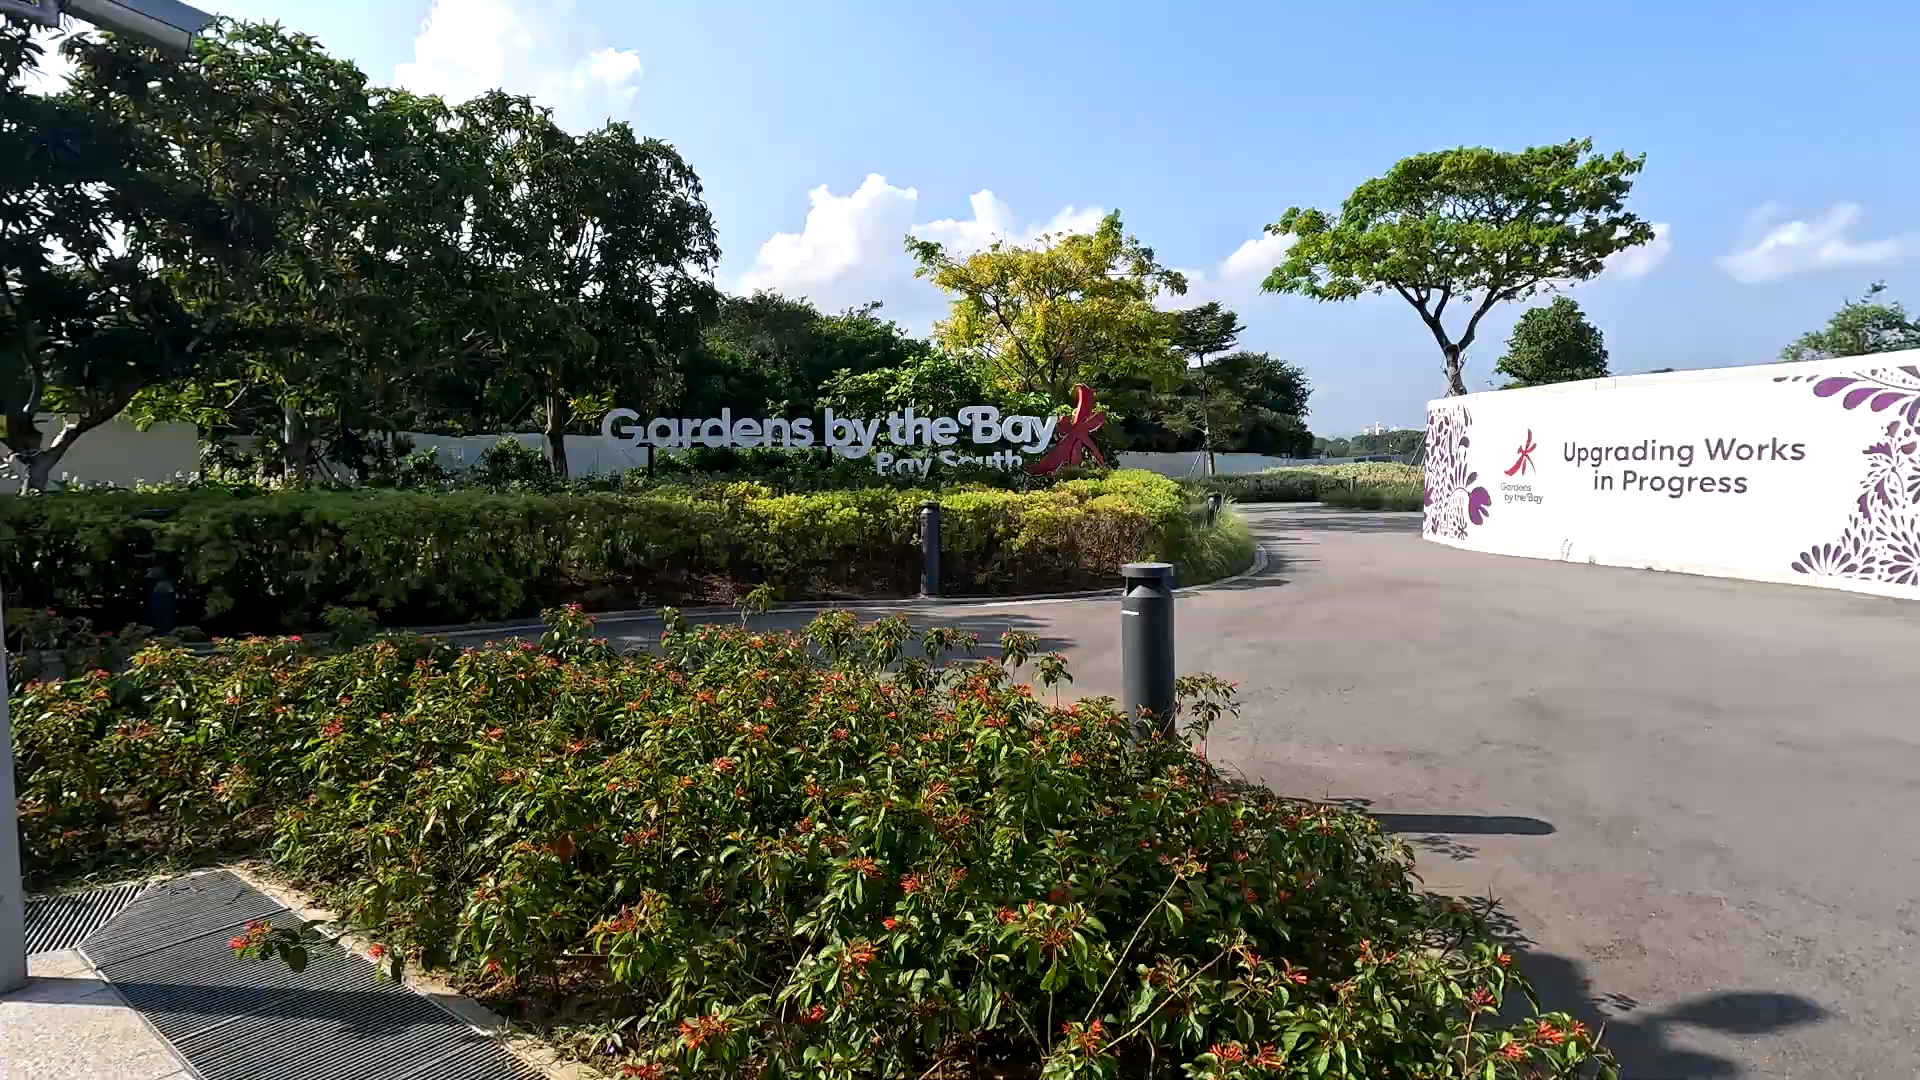 Gardens by the Bay
Bay South
Gardens
by the Bay
Upgrading Works
in Progress